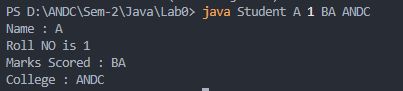 PS D:\ANDC\Sem-2\Java\Lab0> java Student A 1 BA ANDC
Name : A
Roll NO is 1
Marks Scored : BA
College : ANDC